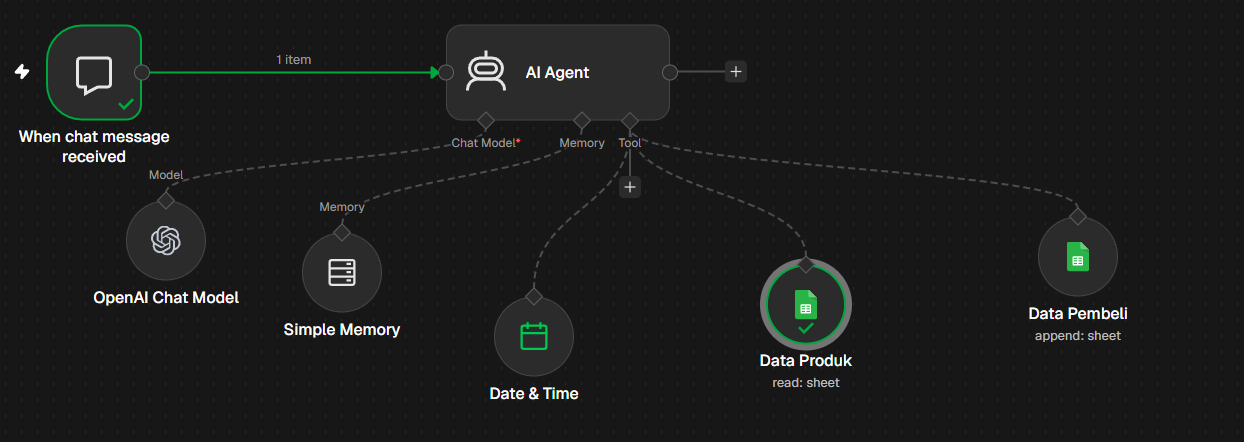 1 item
AI Agent
When chat message
received
Chat Model*
Memory
Tool
Model
Memory
OpenAI Chat Model
Simple Memory
Date & Time
Data Produk
read: sheet
Data Pembeli
append: sheet